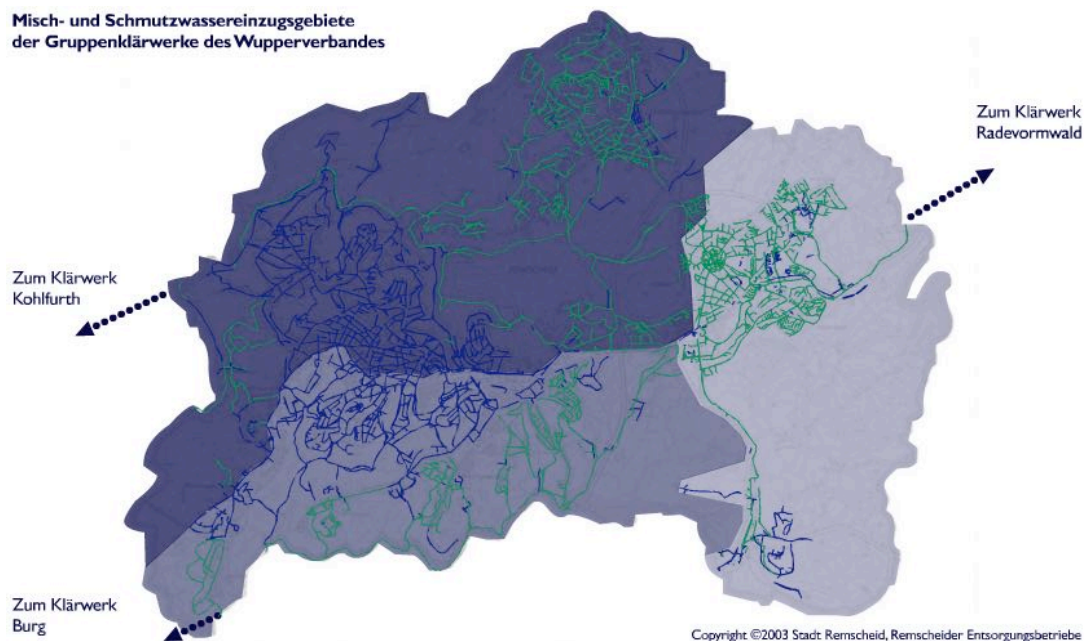 Misch- und Schmutzwassereinzugsgebiete
der Gruppenklärwerke des Wupperverbandes
Zum Klärwerk
Radevormwald
Zum Klärwerk
Kohlfurth
Zum Klärwerk
Burg
Copyright ©2003 Stadt Remscheid, Remscheider Entsorgungsbetriebe